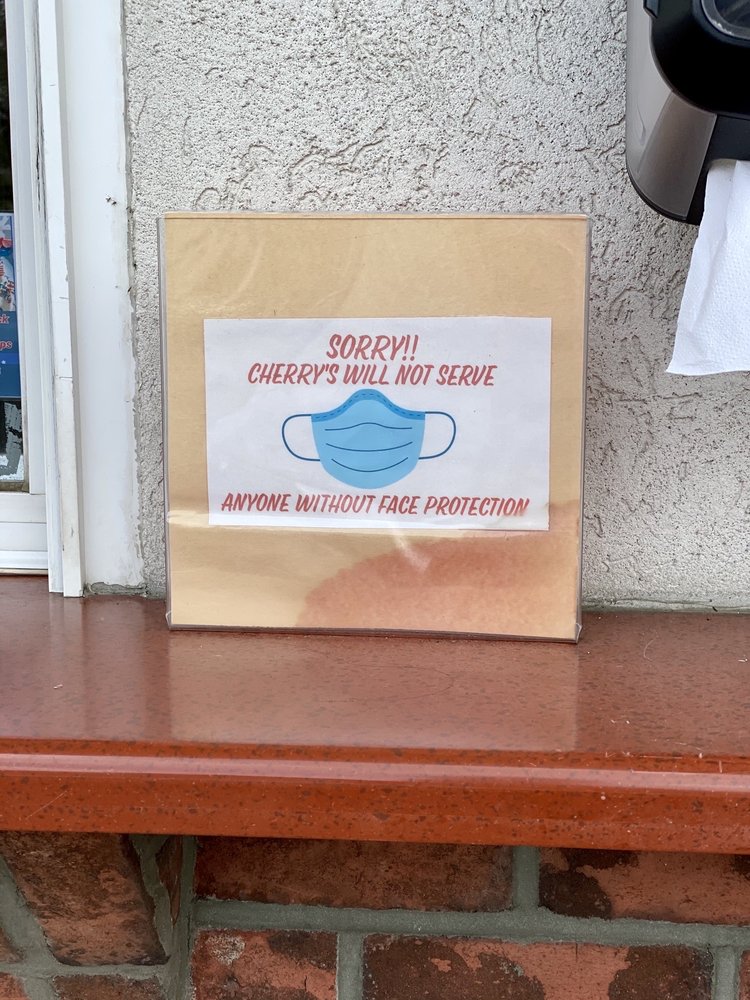 SORRY!!
CHERRY'S WILL NOT SERVE
ANYONE WITHOUT FACE PROTECTION